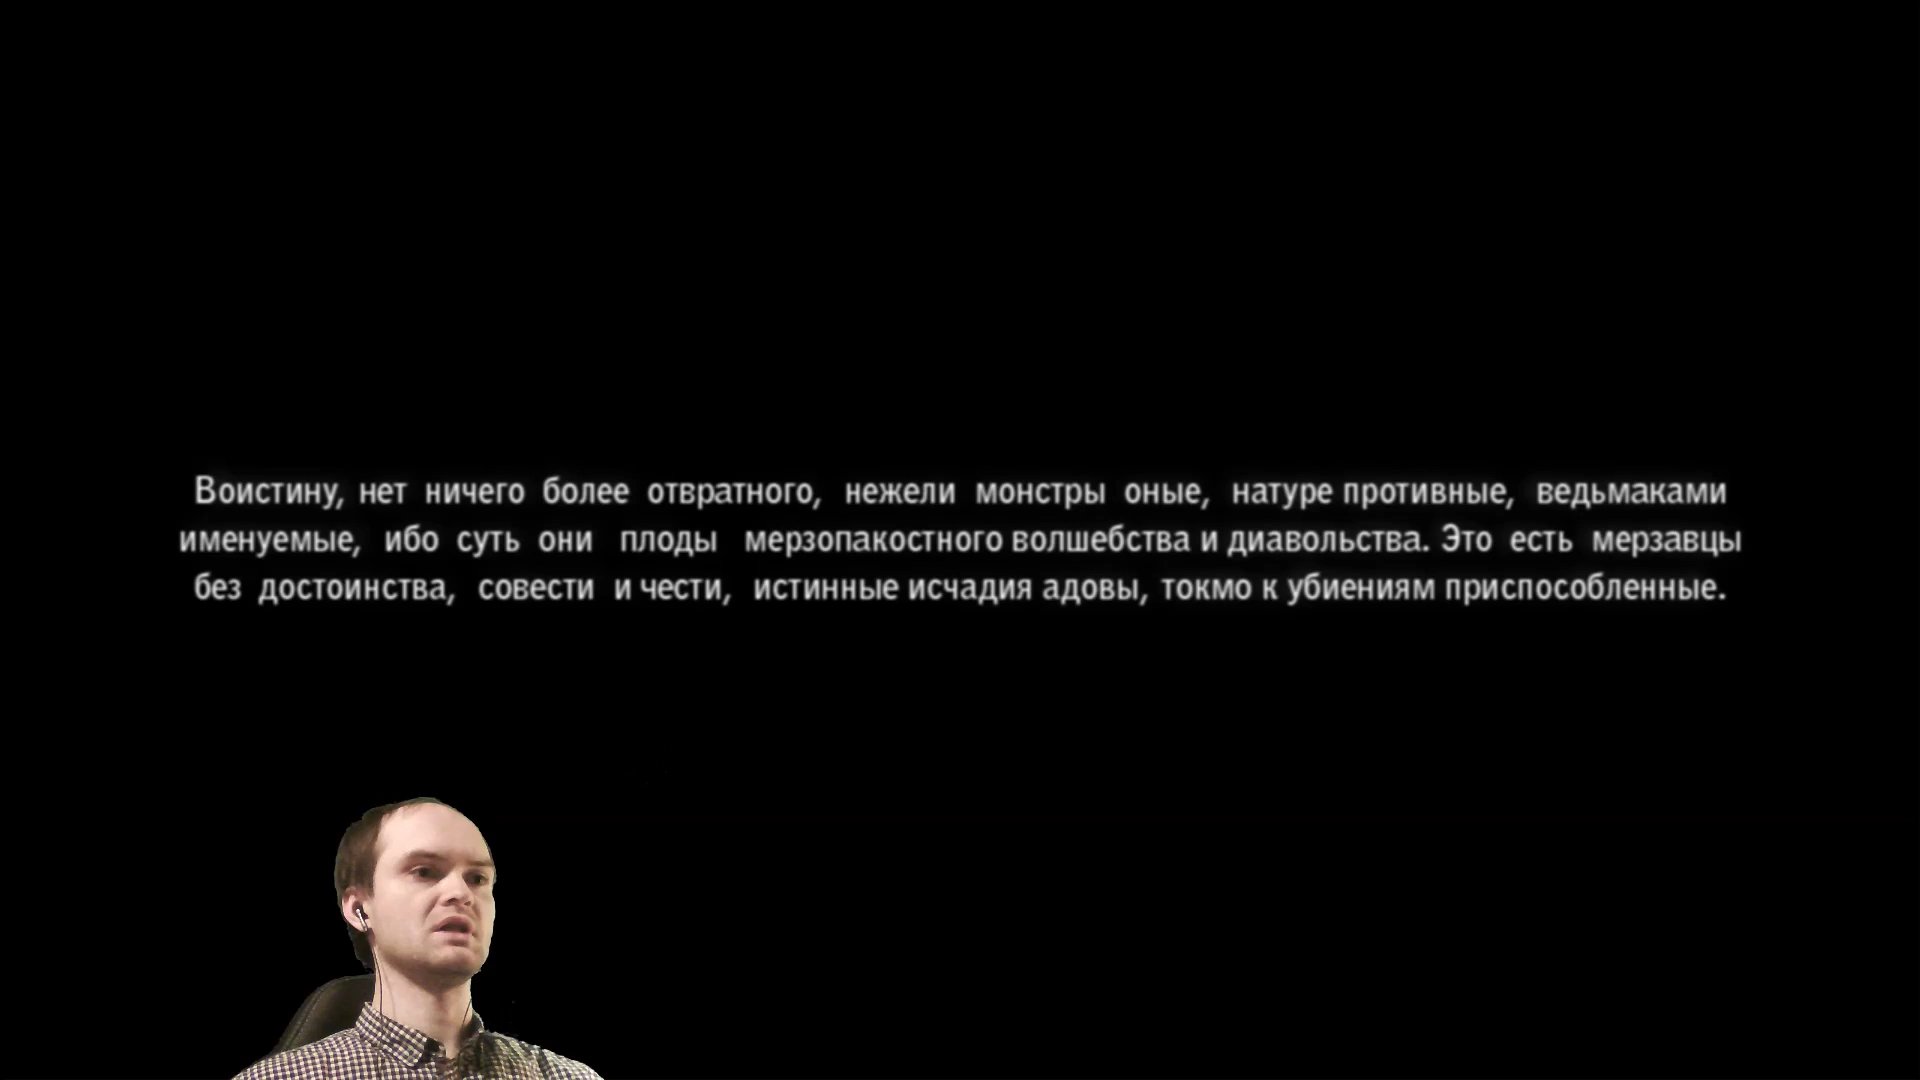 Воистину, нет ничего более отвратного, нежели монстры оные, натуре противные, ведьмаками
именуемые, ибо суть они плоды мерзопакостного волшебства и диавольства. Это есть мерзавцы
без достоинства, совести и чести, истинные исчадия адовы, токмо к убиениям приспособленные.